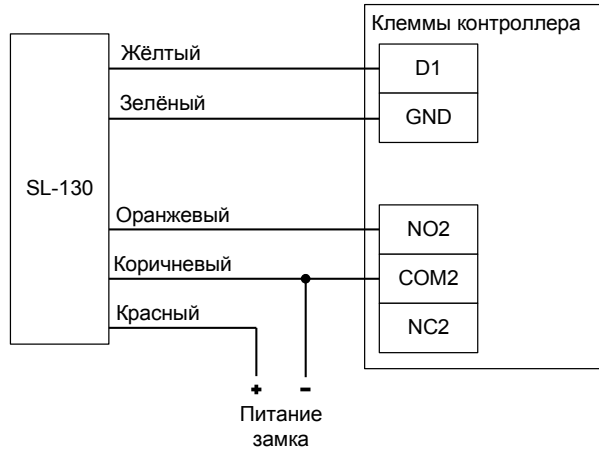 Клеммы контроллера
Жёлтый
D1
Зелёный
GND
SL-130
Оранжевый
NO2
Коричневый
COM2
Красный
NC2
+ −
Питание
замка